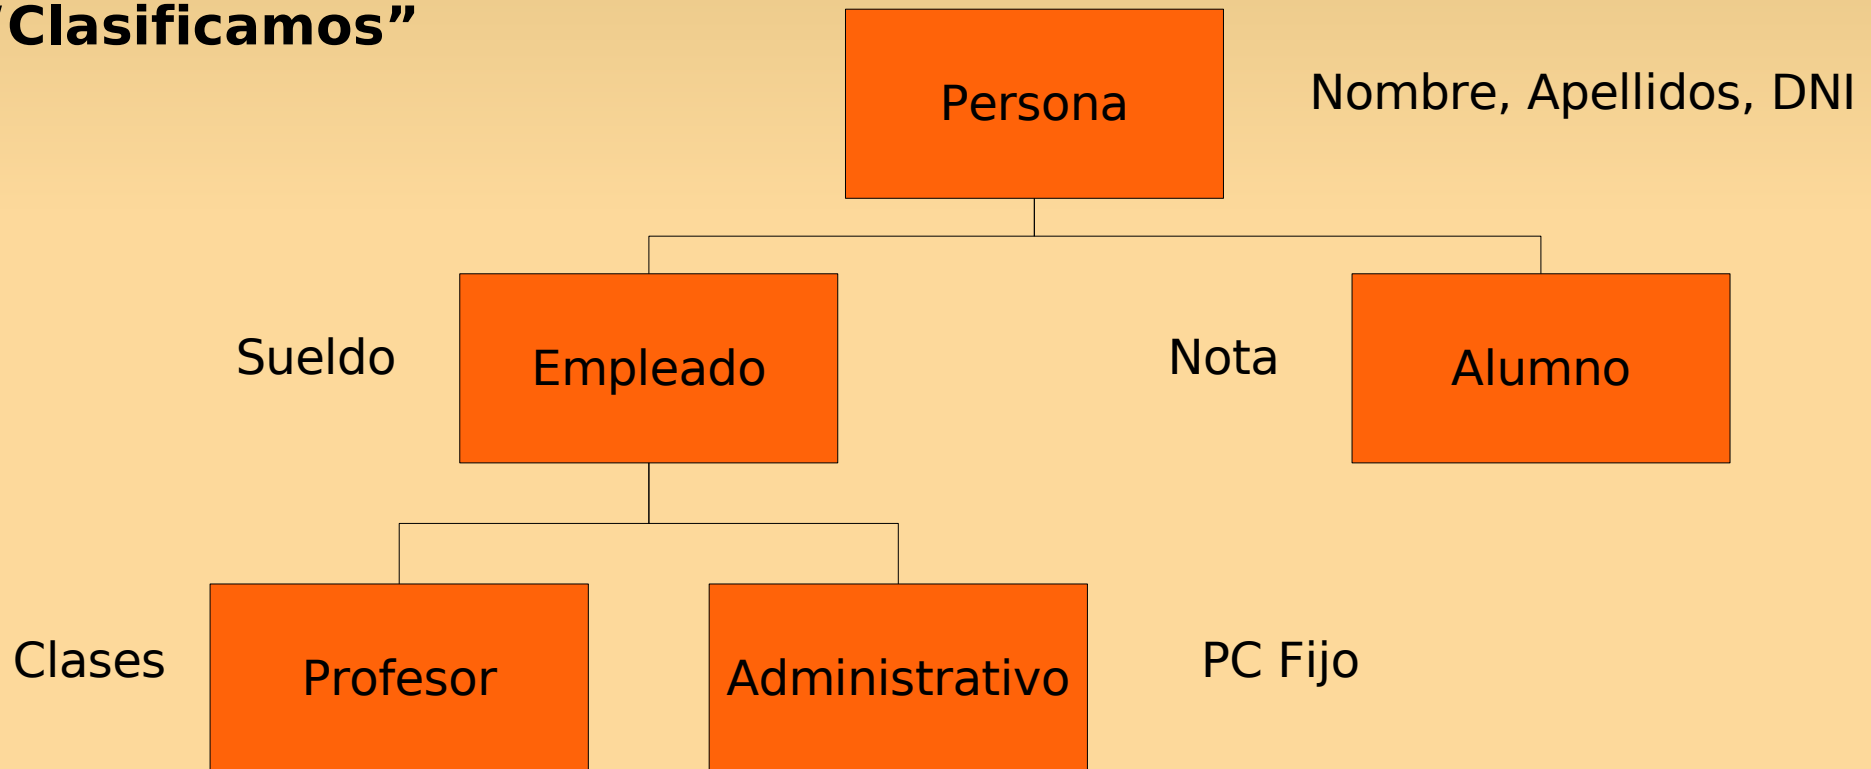 “Clasificamos”
Persona
Nombre, Apellidos, DNI
Sueldo
Empleado
Nota
Alumno
Clases
Profesor
Administrativo
PC Fijo